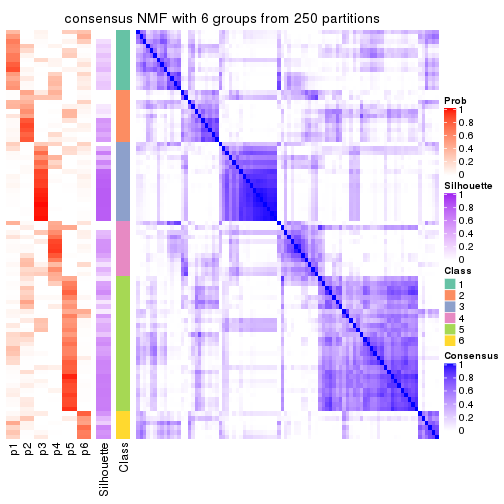 consensus NMF with 6 groups from 250 partitions
Prob
1
0.8
0.6
0.4
0.2
0
Silhouette
1
0.8
0.6
0.4
0.2
0
Class
1
2
3
4
5
6
Consensus
1
0.8
0.6
0.4
0.2
0
p1
p2
p3
p4
p5
p6
Silhouette
Class